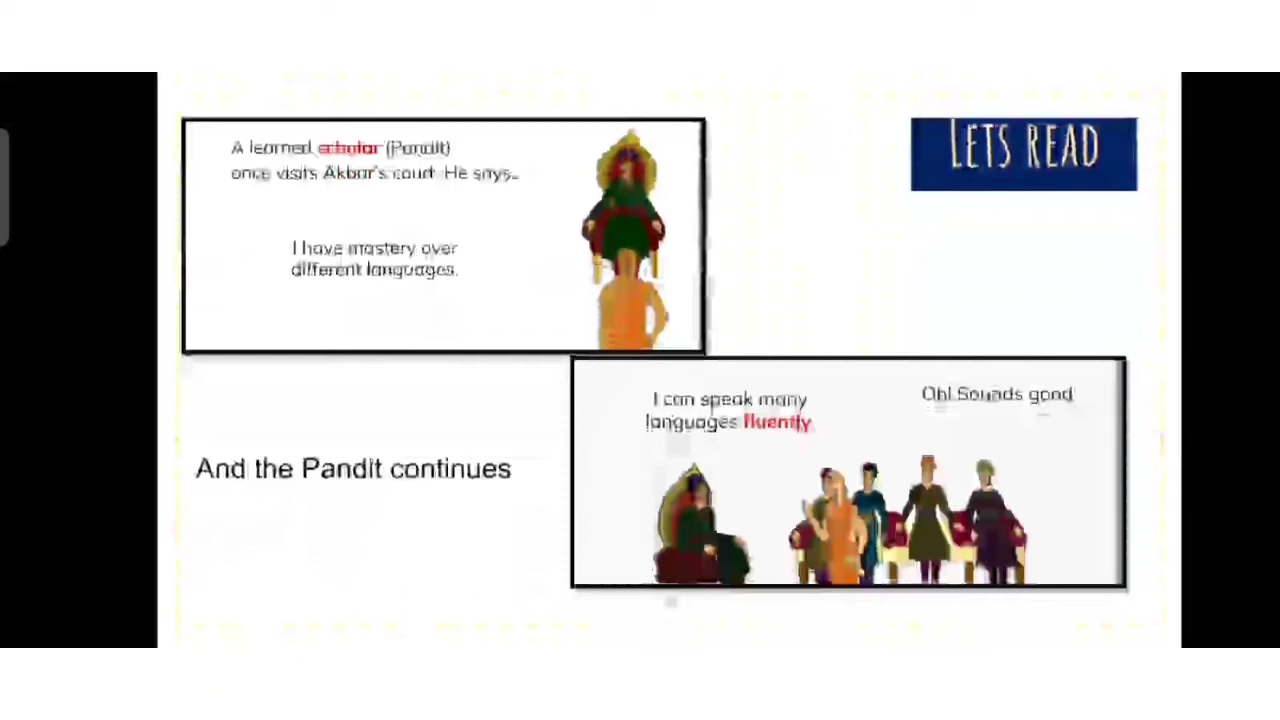 LETS READ
A learned scholar (Pandit)
once visits Akbar's court. He says..
I have mastery over
different languages.
And the Pandit continues
I can speak many
languages fluently.
Oh! Sounds good